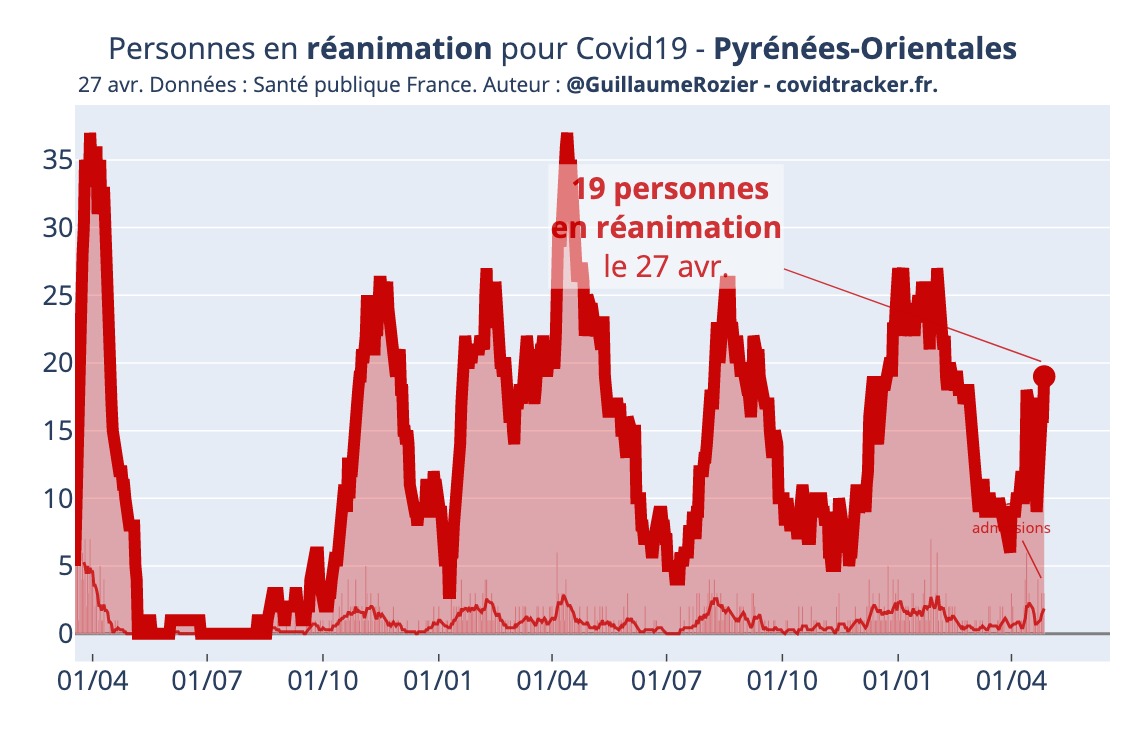 Personnes en réanimation pour Covid19 - Pyrénées-Orientales
27 avr. Données : Santé publique France. Auteur : @GuillaumeRozier - covidtracker.fr.
19 personnes
en réanimation
le 27 avr.
35
30
25
20
15
10
5
0
admissions
01/04 01/07 01/10 01/01 01/04 01/07 01/10 01/01 01/04